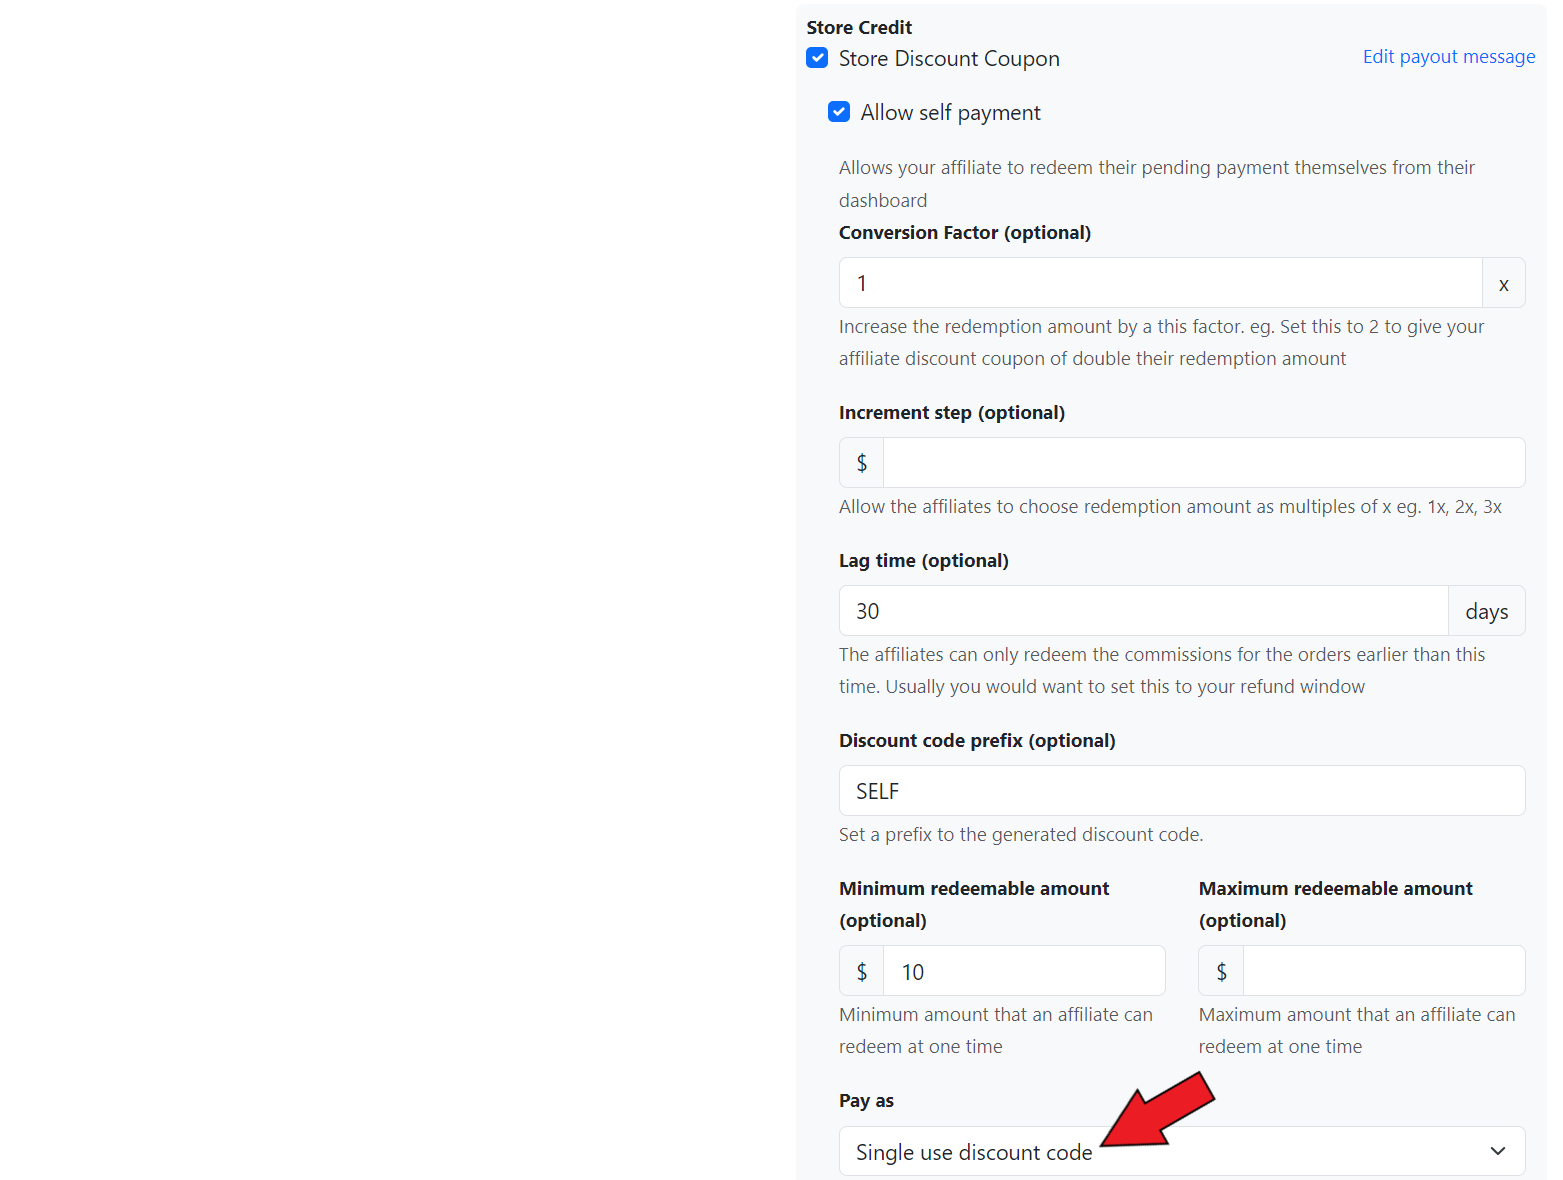 Store Credit
Store Discount Coupon
Edit payout message
Allow self payment
Allows your affiliate to redeem their pending payment themselves from their
dashboard
Conversion Factor (optional)
1
x
Increase the redemption amount by a this factor. eg. Set this to 2 to give your
affiliate discount coupon of double their redemption amount
Increment step (optional)
$
Allow the affiliates to choose redemption amount as multiples of x eg. 1x, 2x, 3x
Lag time (optional)
30
days
The affiliates can only redeem the commissions for the orders earlier than this
time. Usually you would want to set this to your refund window
Discount code prefix (optional)
SELF
Set a prefix to the generated discount code.
Minimum redeemable amount
(optional)
$
10
Minimum amount that an affiliate can
redeem at one time
Maximum redeemable amount
(optional)
$
Maximum amount that an affiliate can
redeem at one time
Pay as
Single use discount code